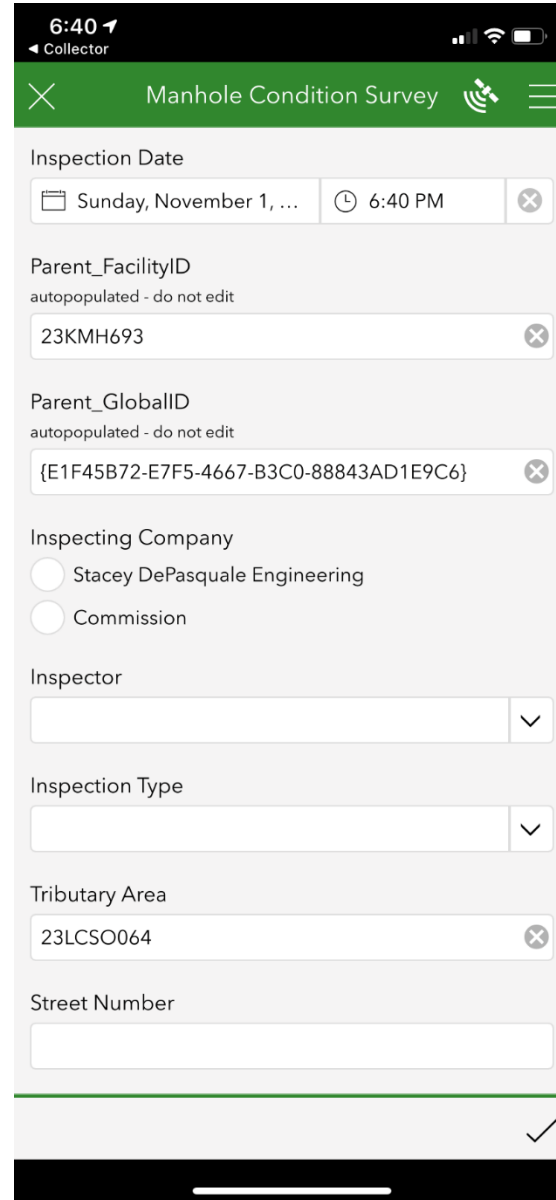 6:40
Collector
Manhole Condition Survey
Inspection Date
Sunday, November 1, ... 6:40 PM
Parent_FacilityID
autopopulated - do not edit
23KMH693
Parent_GlobalID
autopopulated - do not edit
{E1F45B72-E7F5-4667-B3C0-88843AD1E9C6}
Inspecting Company
Stacey DePasquale Engineering
Commission
Inspector
Inspection Type
Tributary Area
23LCSO064
Street Number